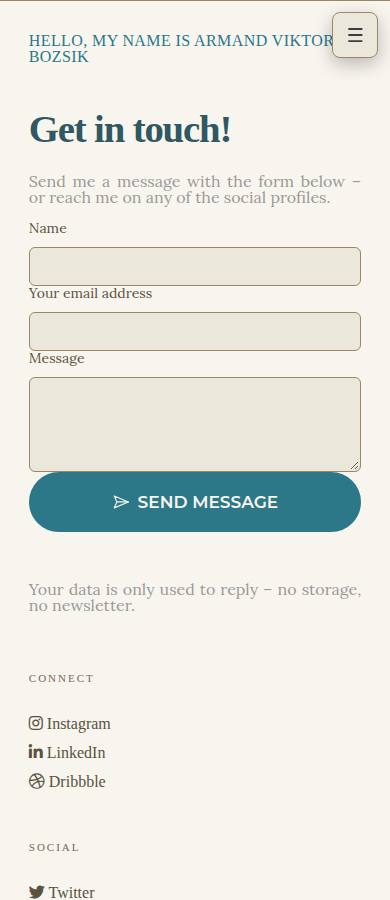 HELLO, MY NAME IS ARMAND VIKTOR
BOZSIK
Get in touch!
Send me a message with the form below –
or reach me on any of the social profiles.
Name
Your email address
Message
SEND MESSAGE
Your data is only used to reply – no storage,
no newsletter.
CONNECT
Instagram
LinkedIn
Dribbble
SOCIAL
Twitter